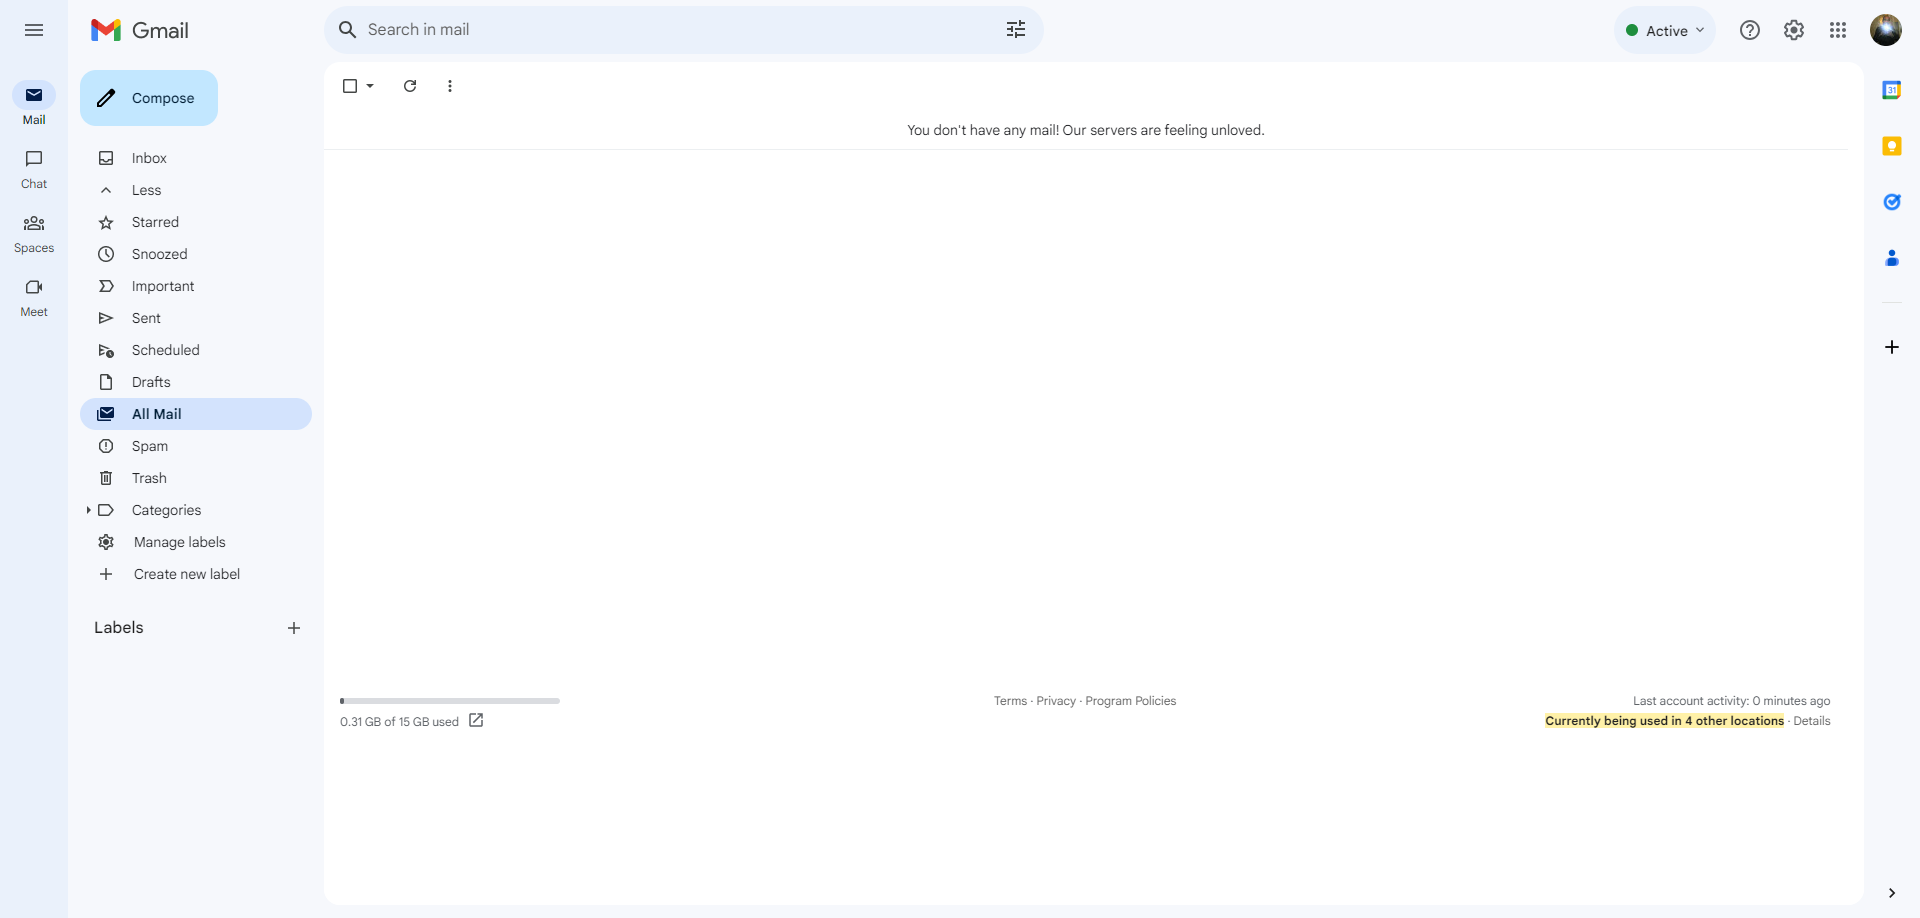 Gmail
Search in mail
Active
Mail
Chat
Spaces
Meet
Compose
Inbox
Less
Starred
Snoozed
Important
Sent
Scheduled
Drafts
All Mail
Spam
Trash
Categories
Manage labels
Create new label
Labels
You don't have any mail! Our servers are feeling unloved.
31
0.31 GB of 15 GB used
Terms · Privacy · Program Policies
Last account activity: 0 minutes ago
Currently being used in 4 other locations · Details